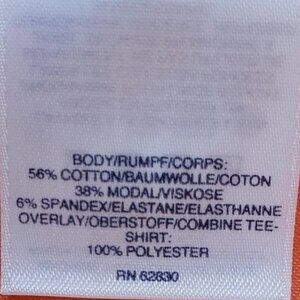 BODY/RUMPF/CORPS:
56% COTTON/BAUMWOLLE/COTON
38% MODAL/VISKOSE
6% SPANDEX/ELASTANE/ELASTHANNE
OVERLAY/OBERSTOFF/COMBINE TEE-
SHIRT:
100% POLYESTER
RN 62830